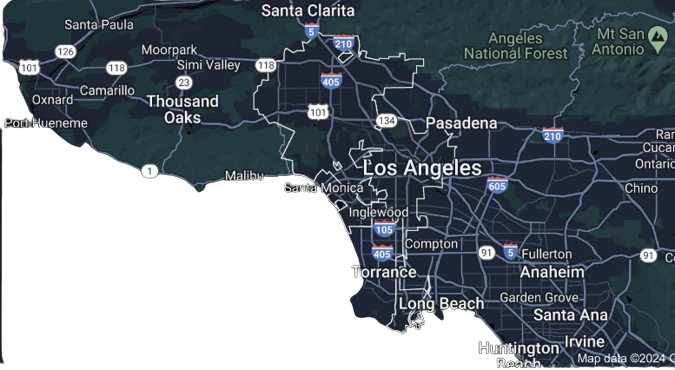 Santa Clarita
Santa Paula
5
126
Moorpark
210
Angeles
National Forest
Mt San
Antonio
101
118
Simi Valley
118
23
405
Camarillo
Oxnard
Thousand
Oaks
101
134
Port Hueneme
Pasadena
210
Ran
Cucar
Ontario
1
Malibu
Los Angeles
Santa Monica
605
Chino
Inglewood
105
Compton
405
91
5
Fullerton
91
Co
Torrance
Anaheim
Long Beach
Garden Grove
Santa Ana
Huntington
Beach
Irvine
Map data ©2024 G